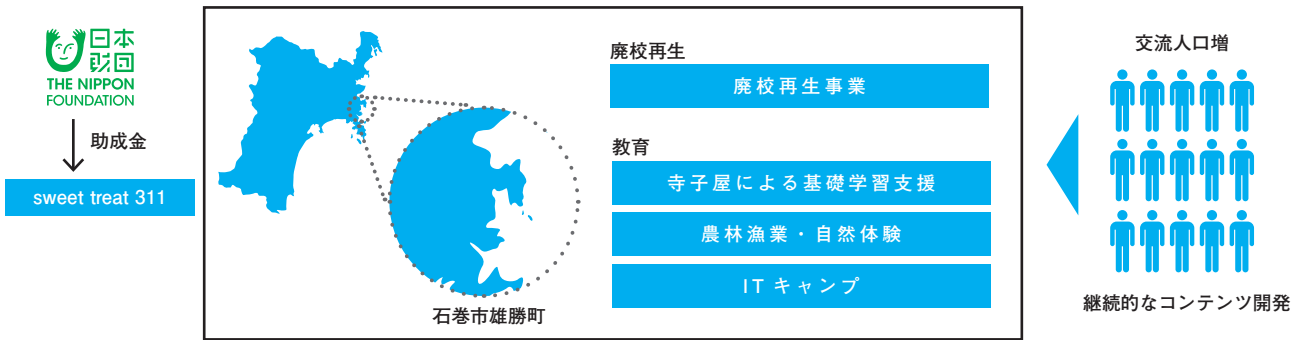 日本
財団
THE NIPPON
FOUNDATION
助成金
sweet treat 311
石巻市雄勝町
廃校再生
廃校再生事業
教育
寺子屋による基礎学習支援
農林漁業・自然体験
ITキャンプ
交流人口増
継続的なコンテンツ開発